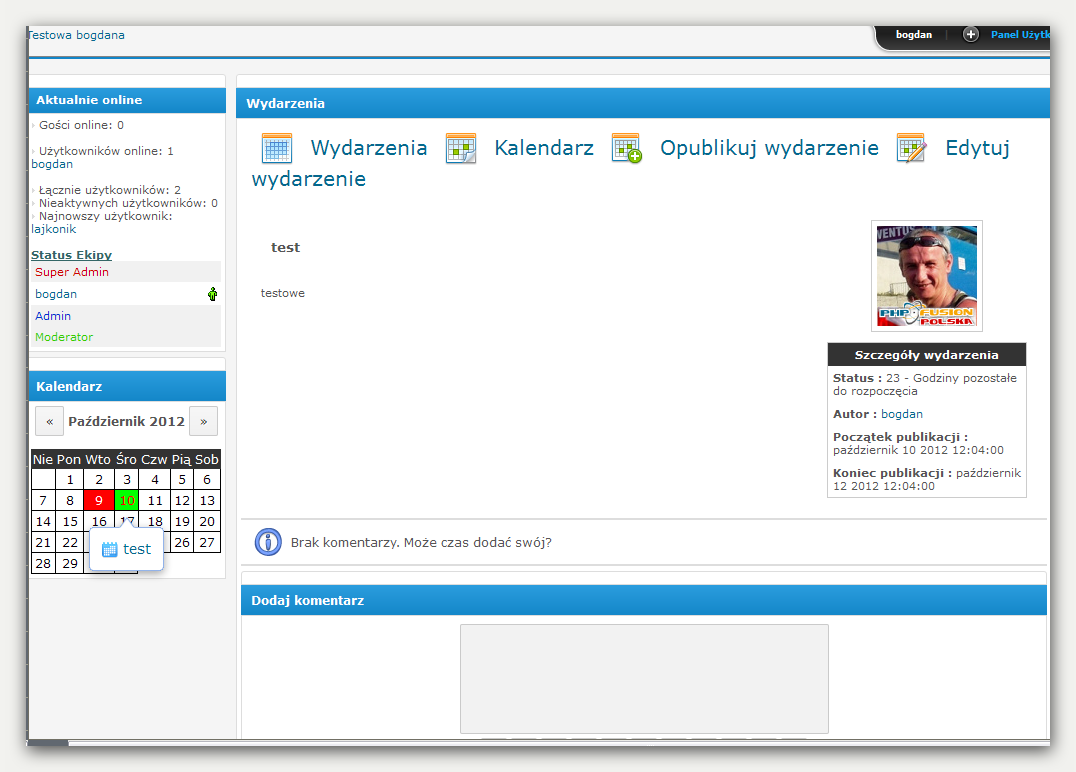 Testowa bogdana
bogdan
Panel Użytk
Aktualnie online
Gości online: 0
Użytkowników online: 1
bogdan
Łącznie użytkowników: 2
Nieaktywnych użytkowników: 0
Najnowszy użytkownik:
lajkonik
Status Ekipy
Super Admin
bogdan
Admin
Moderator
Kalendarz
« Październik 2012 »
Nie Pon Wto Śro Czw Pią Sob
1 2 3 4 5 6
7 8 9 10 11 12 13
14 15 16 17 18 19 20
21 22 26 27
28 29
test
Wydarzenia
Wydarzenia Kalendarz Opublikuj wydarzenie Edytuj
wydarzenie
test
testowe
VENTUS
PHP FUSION
POLSKA
Szczegóły wydarzenia
Status : 23 - Godziny pozostałe
do rozpoczęcia
Autor : bogdan
Początek publikacji :
październik 10 2012 12:04:00
Koniec publikacji : październik
12 2012 12:04:00
Brak komentarzy. Może czas dodać swój?
Dodaj komentarz